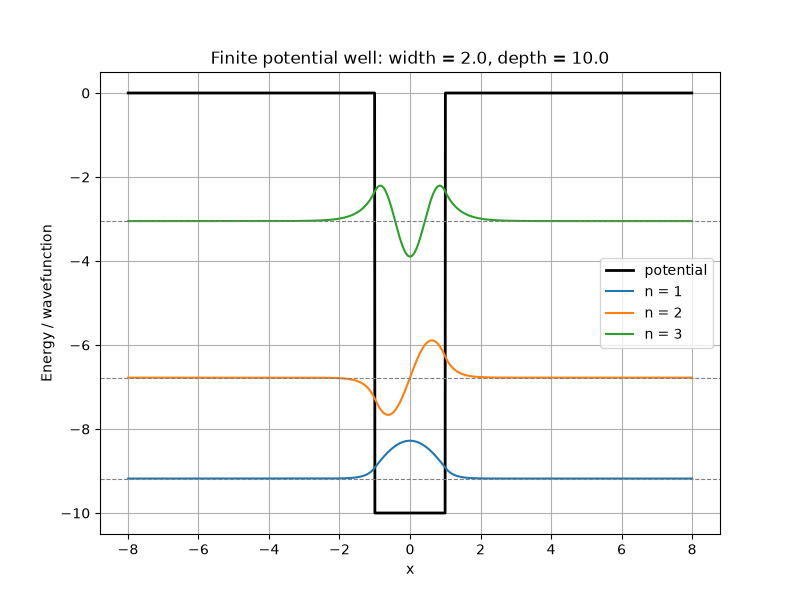 Finite potential well: width = 2.0, depth = 10.0
Energy / wavefunction
0
−2
−4
−6
−8
−10
potential
n = 1
n = 2
n = 3
−8 −6 −4 −2 0 2 4 6 8
x